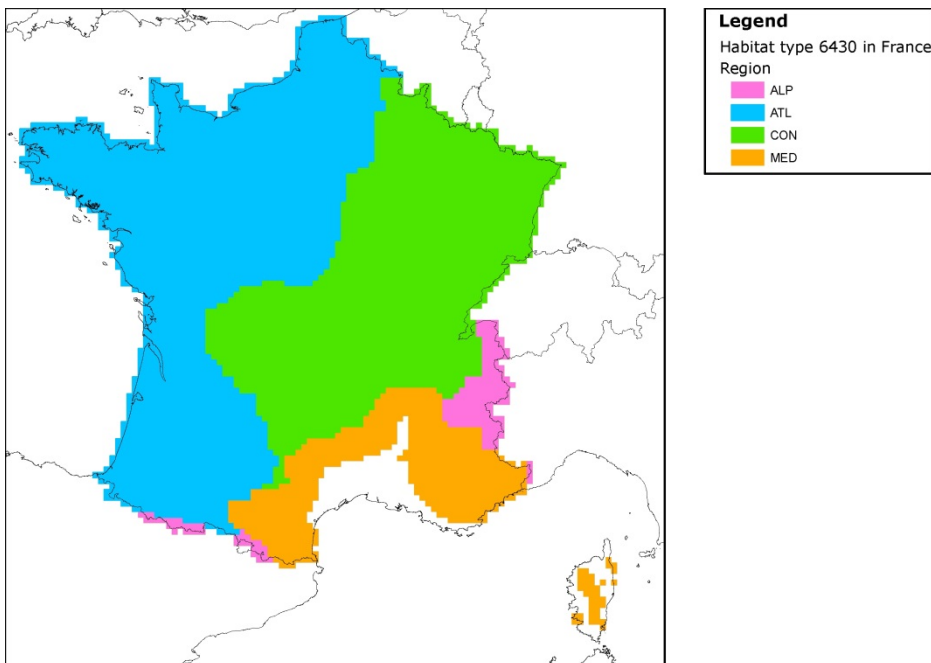 Legend
Habitat type 6430 in France
Region
ALP
ATL
CON
MED